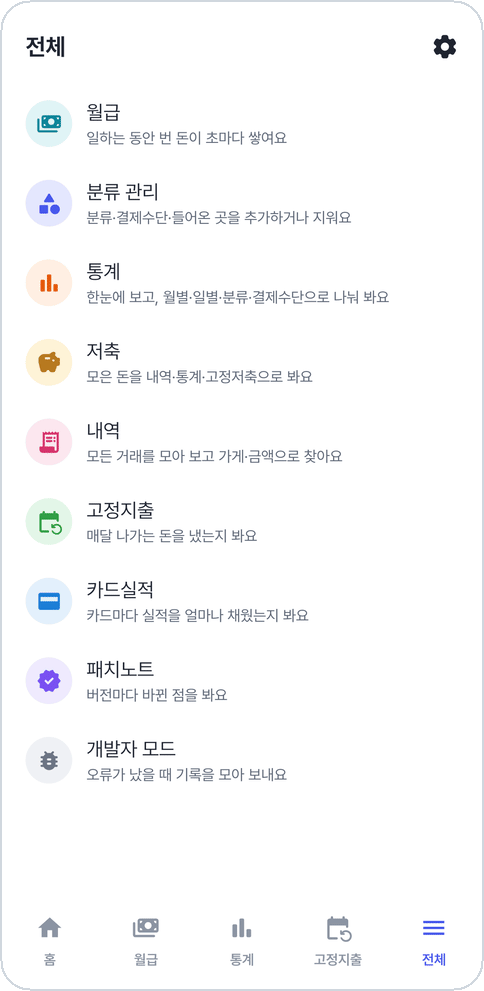 전체
월급
일하는 동안 번 돈이 초마다 쌓여요
분류 관리
분류·결제수단·들어온 곳을 추가하거나 지워요
통계
한눈에 보고, 월별·일별·분류·결제수단으로 나눠 봐요
저축
모은 돈을 내역·통계·고정저축으로 봐요
내역
모든 거래를 모아 보고 가게·금액으로 찾아요
고정지출
매달 나가는 돈을 냈는지 봐요
카드실적
카드마다 실적을 얼마나 채웠는지 봐요
패치노트
버전마다 바뀐 점을 봐요
개발자 모드
오류가 났을 때 기록을 모아 보내요
홈 월급 통계 고정지출 전체